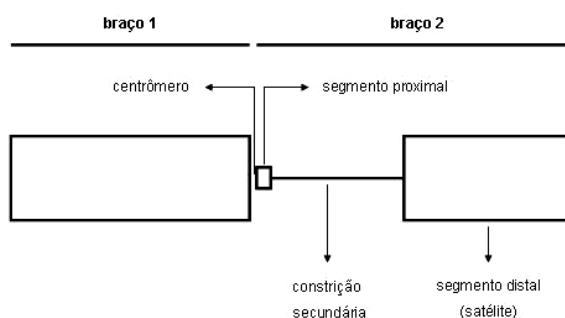 braço 1
braço 2
centrômero
segmento proximal
constrição
secundária
segmento distal
(satélite)